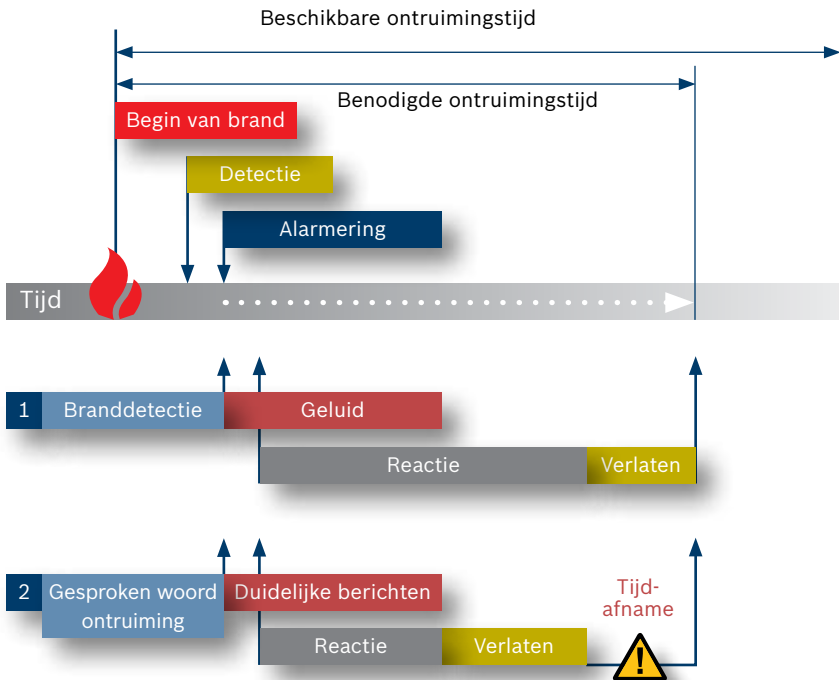 Beschikbare ontruimingstijd
Benodigde ontruimingstijd
Begin van brand
Detectie
Alarmering
Tijd
1 Branddetectie Geluid
Reactie Verlaten
2 Gesproken woord
ontruiming
Duidelijke berichten
Tijd-
afname
Reactie Verlaten
!